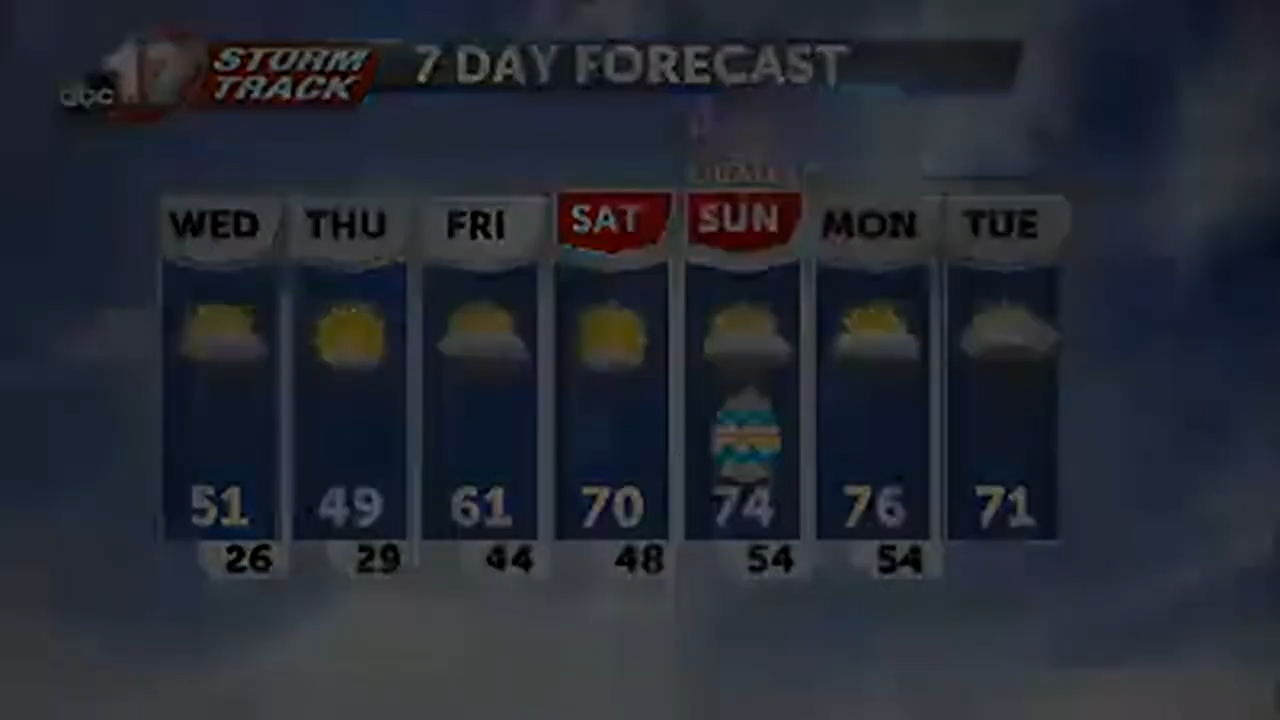 abc 17 STORM TRACK 7 DAY FORECAST
WED THU FRI SAT SUN MON TUE
51 49 61 70 74 76 71
26 29 44 48 54 54